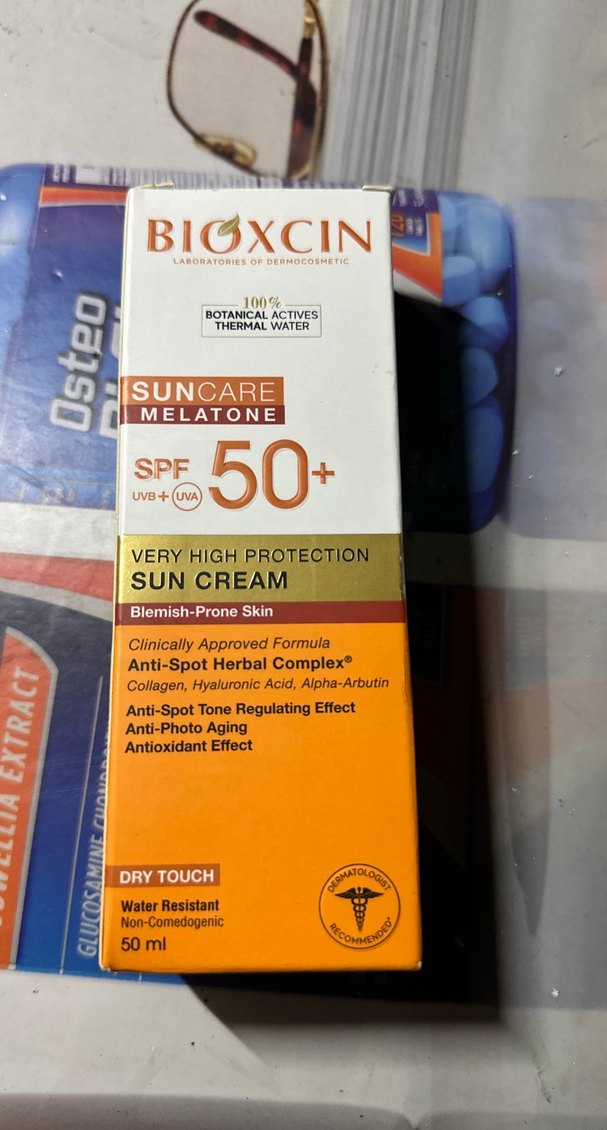 BIOXCIN
LABORATORIES OF DERMOCOSMETIC
100%
BOTANICAL ACTIVES
THERMAL WATER
SUNCARE
MELATONE
SPF 50+
UVB + UVA
VERY HIGH PROTECTION
SUN CREAM
Blemish-Prone Skin
Clinically Approved Formula
Anti-Spot Herbal Complex®
Collagen, Hyaluronic Acid, Alpha-Arbutin
Anti-Spot Tone Regulating Effect
Anti-Photo Aging
Antioxidant Effect
DRY TOUCH
Water Resistant
Non-Comedogenic
50 ml
DERMATOLOGIST
RECOMMENDED*
Osteo
EXTRACT
GLUCOSAMINE
120